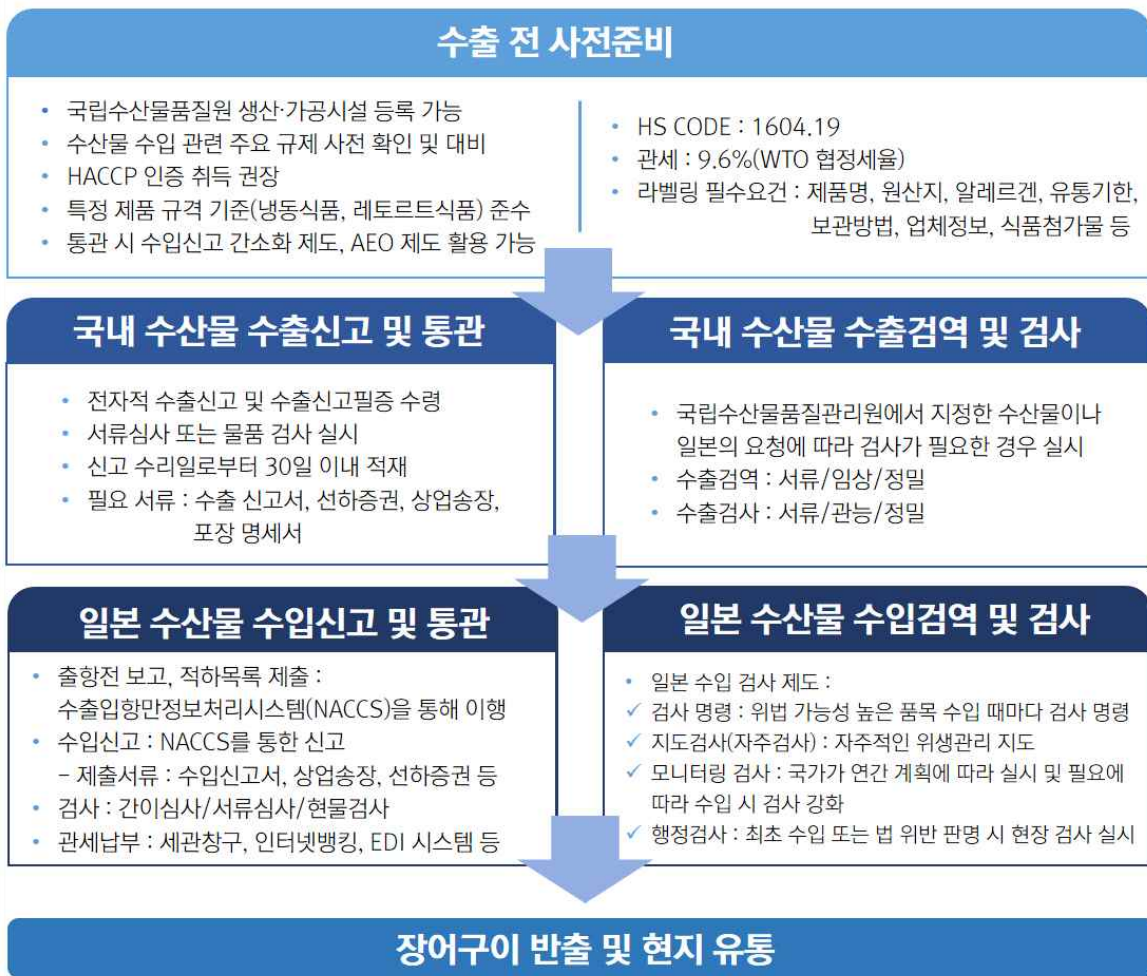 수출 전 사전준비
• 국립수산물품질원 생산·가공시설 등록 가능
• 수산물 수입 관련 주요 규제 사전 확인 및 대비
• HACCP 인증 취득 권장
• 특정 제품 규격 기준(냉동식품, 레토르트식품) 준수
• 통관 시 수입신고 간소화 제도, AEO 제도 활용 가능
• HS CODE : 1604.19
• 관세 : 9.6%(WTO 협정세율)
• 라벨링 필수요건 : 제품명, 원산지, 알레르겐, 유통기한,
보관방법, 업체정보, 식품첨가물 등
국내 수산물 수출신고 및 통관
• 전자적 수출신고 및 수출신고필증 수령
• 서류심사 또는 물품 검사 실시
• 신고 수리일로부터 30일 이내 적재
• 필요 서류 : 수출 신고서, 선하증권, 상업송장,
포장 명세서
국내 수산물 수출검역 및 검사
• 국립수산물품질관리원에서 지정한 수산물이나
일본의 요청에 따라 검사가 필요한 경우 실시
• 수출검역 : 서류/임상/정밀
• 수출검사 : 서류/관능/정밀
일본 수산물 수입신고 및 통관
• 출항전 보고, 적하목록 제출 :
수출입항만정보처리시스템(NACCS)을 통해 이행
• 수입신고 : NACCS를 통한 신고
– 제출서류 : 수입신고서, 상업송장, 선하증권 등
• 검사 : 간이심사/서류심사/현물검사
• 관세납부 : 세관창구, 인터넷뱅킹, EDI 시스템 등
일본 수산물 수입검역 및 검사
• 일본 수입 검사 제도 :
✓ 검사 명령 : 위법 가능성 높은 품목 수입 때마다 검사 명령
✓ 지도검사(자주검사) : 자주적인 위생관리 지도
✓ 모니터링 검사 : 국가가 연간 계획에 따라 실시 및 필요에
따라 수입 시 검사 강화
✓ 행정검사 : 최초 수입 또는 법 위반 판명 시 현장 검사 실시
장어구이 반출 및 현지 유통